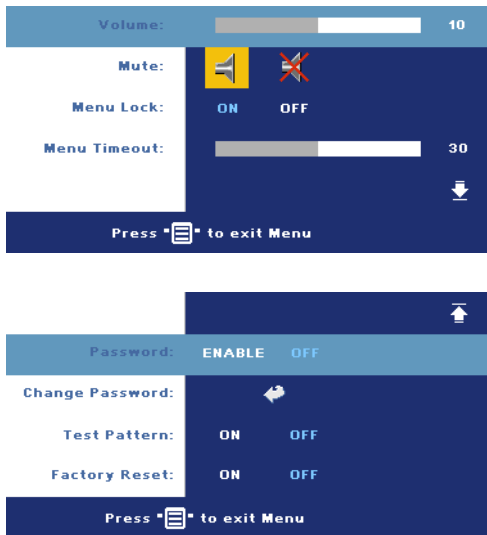 Volume: 10
Mute:
Menu Lock: ON OFF
Menu Timeout: 30
Press "" to exit Menu
Password: ENABLE OFF
Change Password:
Test Pattern: ON OFF
Factory Reset: ON OFF
Press "" to exit Menu